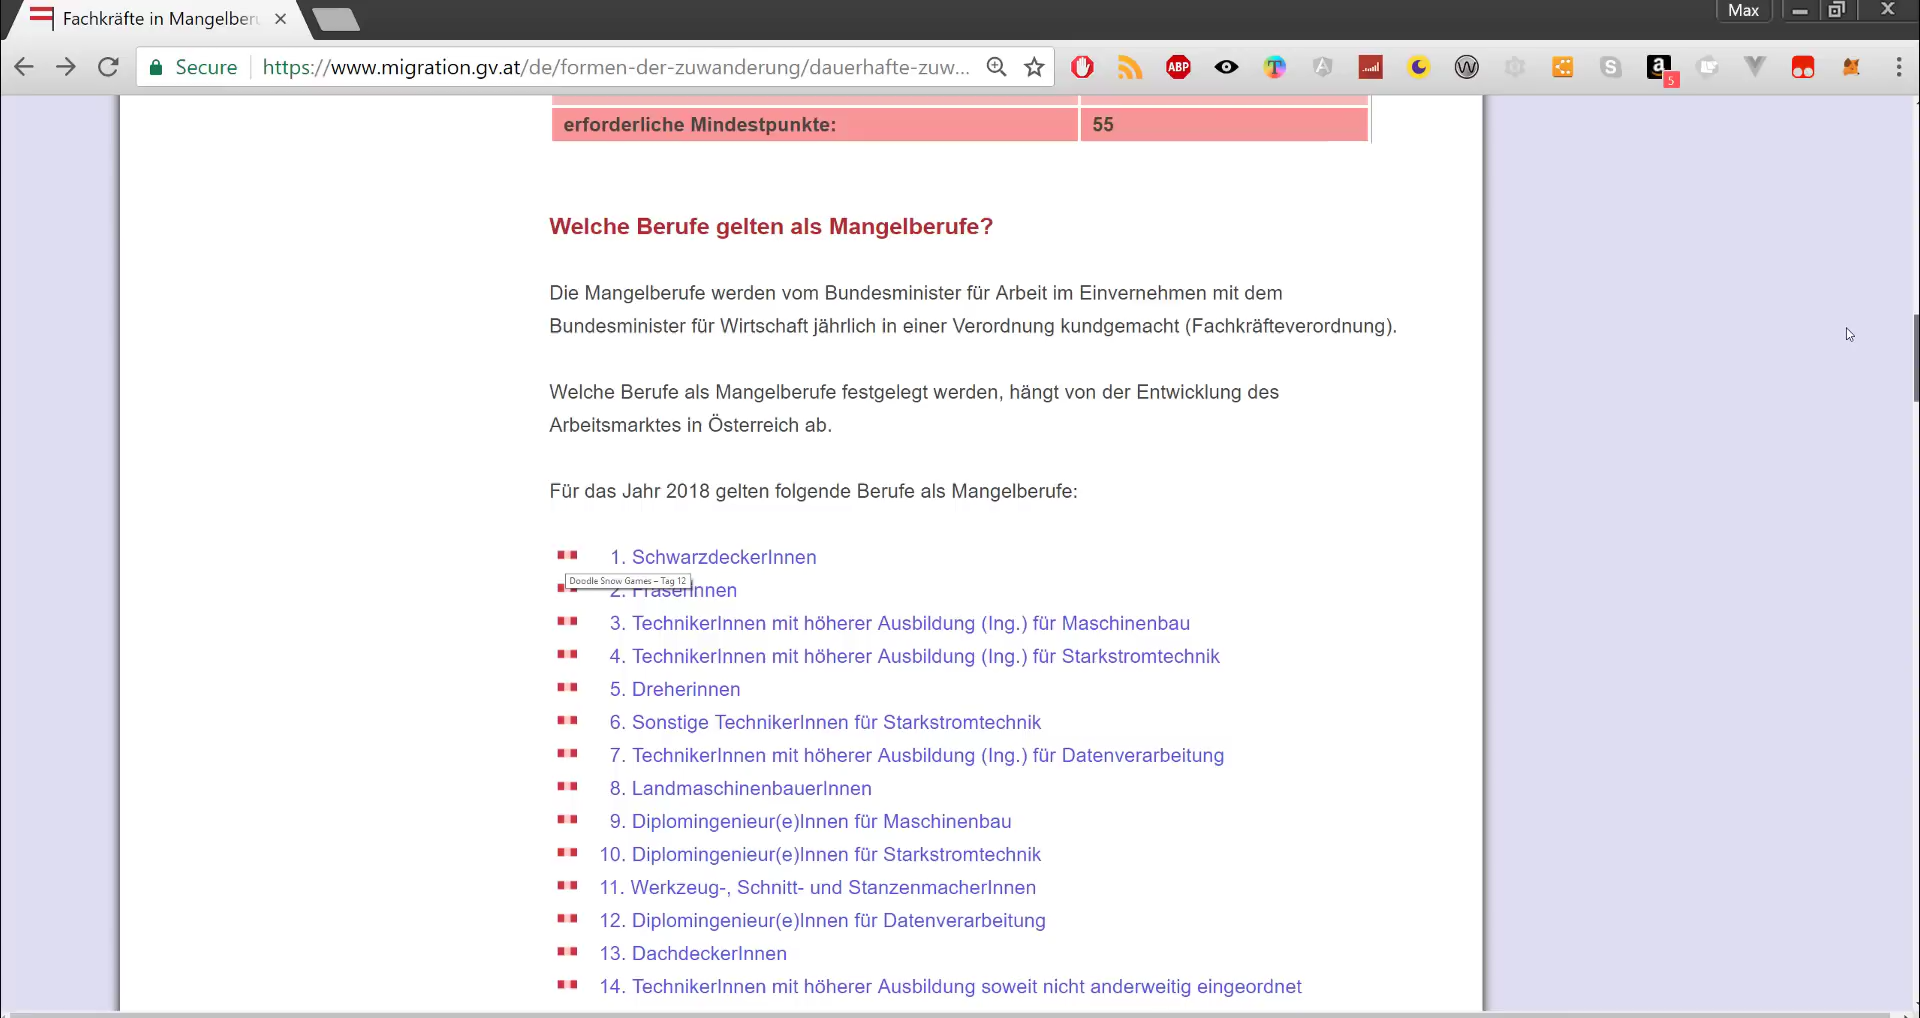 Fachkräfte in Mangelberu
Max
Secure
https://www.migration.gv.at/de/formen-der-zuwanderung/dauerhafte-zuw...
ABP
T
A
W
S
a
5
erforderliche Mindestpunkte: 55
Welche Berufe gelten als Mangelberufe?
Die Mangelberufe werden vom Bundesminister für Arbeit im Einvernehmen mit dem
Bundesminister für Wirtschaft jährlich in einer Verordnung kundgemacht (Fachkräfteverordnung).
Welche Berufe als Mangelberufe festgelegt werden, hängt von der Entwicklung des
Arbeitsmarktes in Österreich ab.
Für das Jahr 2018 gelten folgende Berufe als Mangelberufe:
1. SchwarzdeckerInnen
Doodle Snow Games – Tag 12
2. FräserInnen
3. TechnikerInnen mit höherer Ausbildung (Ing.) für Maschinenbau
4. TechnikerInnen mit höherer Ausbildung (Ing.) für Starkstromtechnik
5. Dreherinnen
6. Sonstige TechnikerInnen für Starkstromtechnik
7. TechnikerInnen mit höherer Ausbildung (Ing.) für Datenverarbeitung
8. LandmaschinenbauerInnen
9. Diplomingenieur(e)Innen für Maschinenbau
10. Diplomingenieur(e)Innen für Starkstromtechnik
11. Werkzeug-, Schnitt- und StanzenmacherInnen
12. Diplomingenieur(e)Innen für Datenverarbeitung
13. DachdeckerInnen
14. TechnikerInnen mit höherer Ausbildung soweit nicht anderweitig eingeordnet